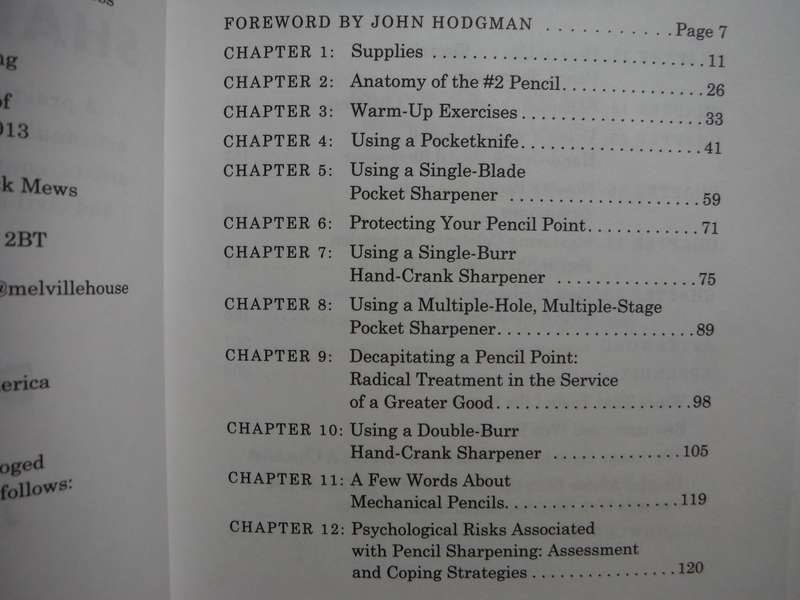 ng
of
013
k Mews
2BT
@melvillehouse
erica
oged
follows:
FOREWORD BY JOHN HODGMAN ........... Page 7
CHAPTER 1: Supplies ............................ 11
CHAPTER 2: Anatomy of the #2 Pencil............... 26
CHAPTER 3: Warm-Up Exercises................... 33
CHAPTER 4: Using a Pocketknife................... 41
CHAPTER 5: Using a Single-Blade
Pocket Sharpener .................... 59
CHAPTER 6: Protecting Your Pencil Point............ 71
CHAPTER 7: Using a Single-Burr
Hand-Crank Sharpener ............... 75
CHAPTER 8: Using a Multiple-Hole, Multiple-Stage
Pocket Sharpener..................... 89
CHAPTER 9: Decapitating a Pencil Point:
Radical Treatment in the Service
of a Greater Good..................... 98
CHAPTER 10: Using a Double-Burr
Hand-Crank Sharpener .............. 105
CHAPTER 11: A Few Words About
Mechanical Pencils................... 119
CHAPTER 12: Psychological Risks Associated
with Pencil Sharpening: Assessment
and Coping Strategies ................ 120